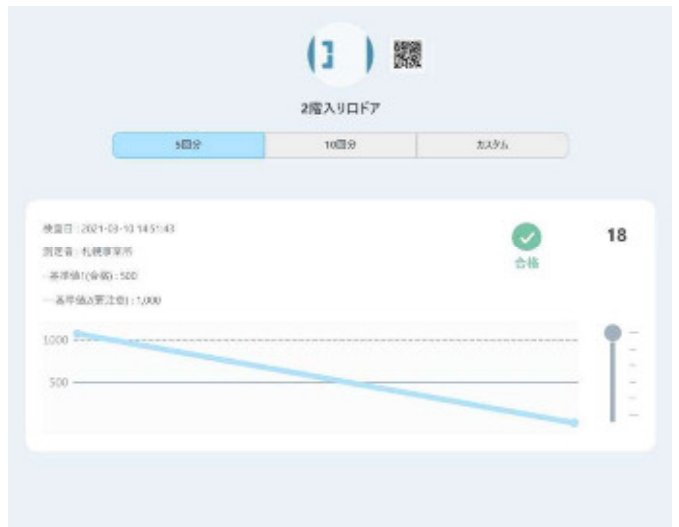 2階入り口ドア
5回分
10回分
カスタム
検査日 : 2021-03-10 14:51:43
測定者 : 札幌事業所
―基準値1(合格) : 500
---基準値2(要注意) : 1,000
合格
18
1000
500